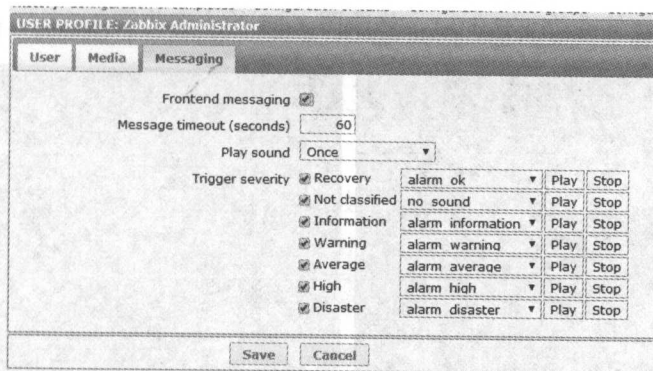 USER PROFILE: Zabbix Administrator
User Media Messaging
Frontend messaging
Message timeout (seconds) 60
Play sound Once
Trigger severity Recovery alarm_ok Play Stop
Not classified no_sound Play Stop
Information alarm_information Play Stop
Warning alarm_warning Play Stop
Average alarm_average Play Stop
High alarm_high Play Stop
Disaster alarm_disaster Play Stop
Save Cancel